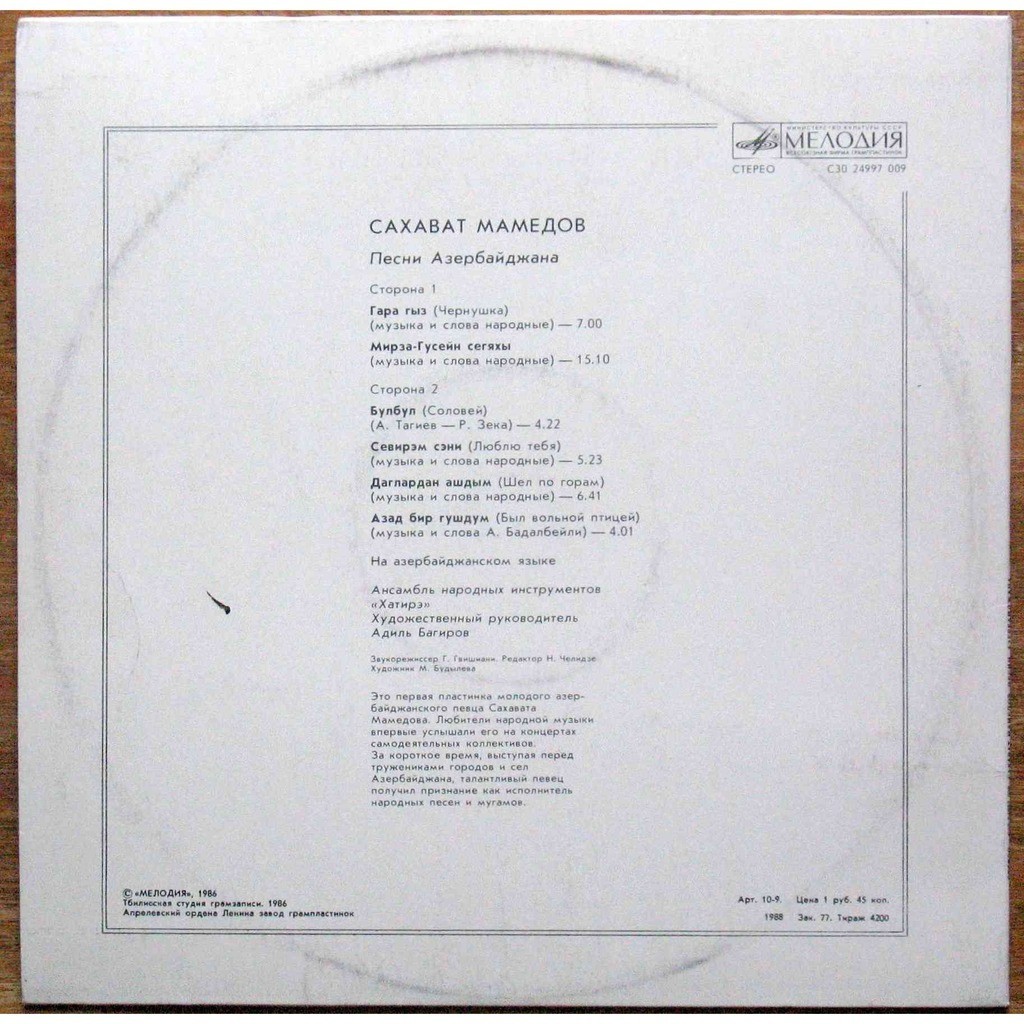 МИНИСТЕРСТВО КУЛЬТУРЫ СССР
МЕЛОДИЯ
ВСЕСОЮЗНАЯ ФИРМА ГРАМПЛАСТИНОК
СТЕРЕО С30 24997 009
САХАВАТ МАМЕДОВ
Песни Азербайджана
Сторона 1
Гара гыз (Чернушка)
(музыка и слова народные) — 7.00
Мирза-Гусейн сегяхы
(музыка и слова народные) — 15.10
Сторона 2
Булбул (Соловей)
(А. Тагиев — Р. Зека) — 4.22
Севирэм сэни (Люблю тебя)
(музыка и слова народные) — 5.23
Даглардан ашдым (Шел по горам)
(музыка и слова народные) — 6.41
Азад бир гушдум (Был вольной птицей)
(музыка и слова А. Бадалбейли) — 4.01
На азербайджанском языке
Ансамбль народных инструментов
«Хатирэ»
Художественный руководитель
Адиль Багиров
Звукорежиссер Г. Гвишиани. Редактор Н. Челидзе
Художник М. Будылева
Это первая пластинка молодого азер-
байджанского певца Сахавата
Мамедова. Любители народной музыки
впервые услышали его на концертах
самодеятельных коллективов.
За короткое время, выступая перед
тружениками городов и сел
Азербайджана, талантливый певец
получил признание как исполнитель
народных песен и мугамов.
© «МЕЛОДИЯ», 1986
Тбилисская студия грамзаписи. 1986
Апрелевский ордена Ленина завод грампластинок
Арт. 10-9. Цена 1 руб. 45 коп.
1988 Зак. 77. Тираж 4200